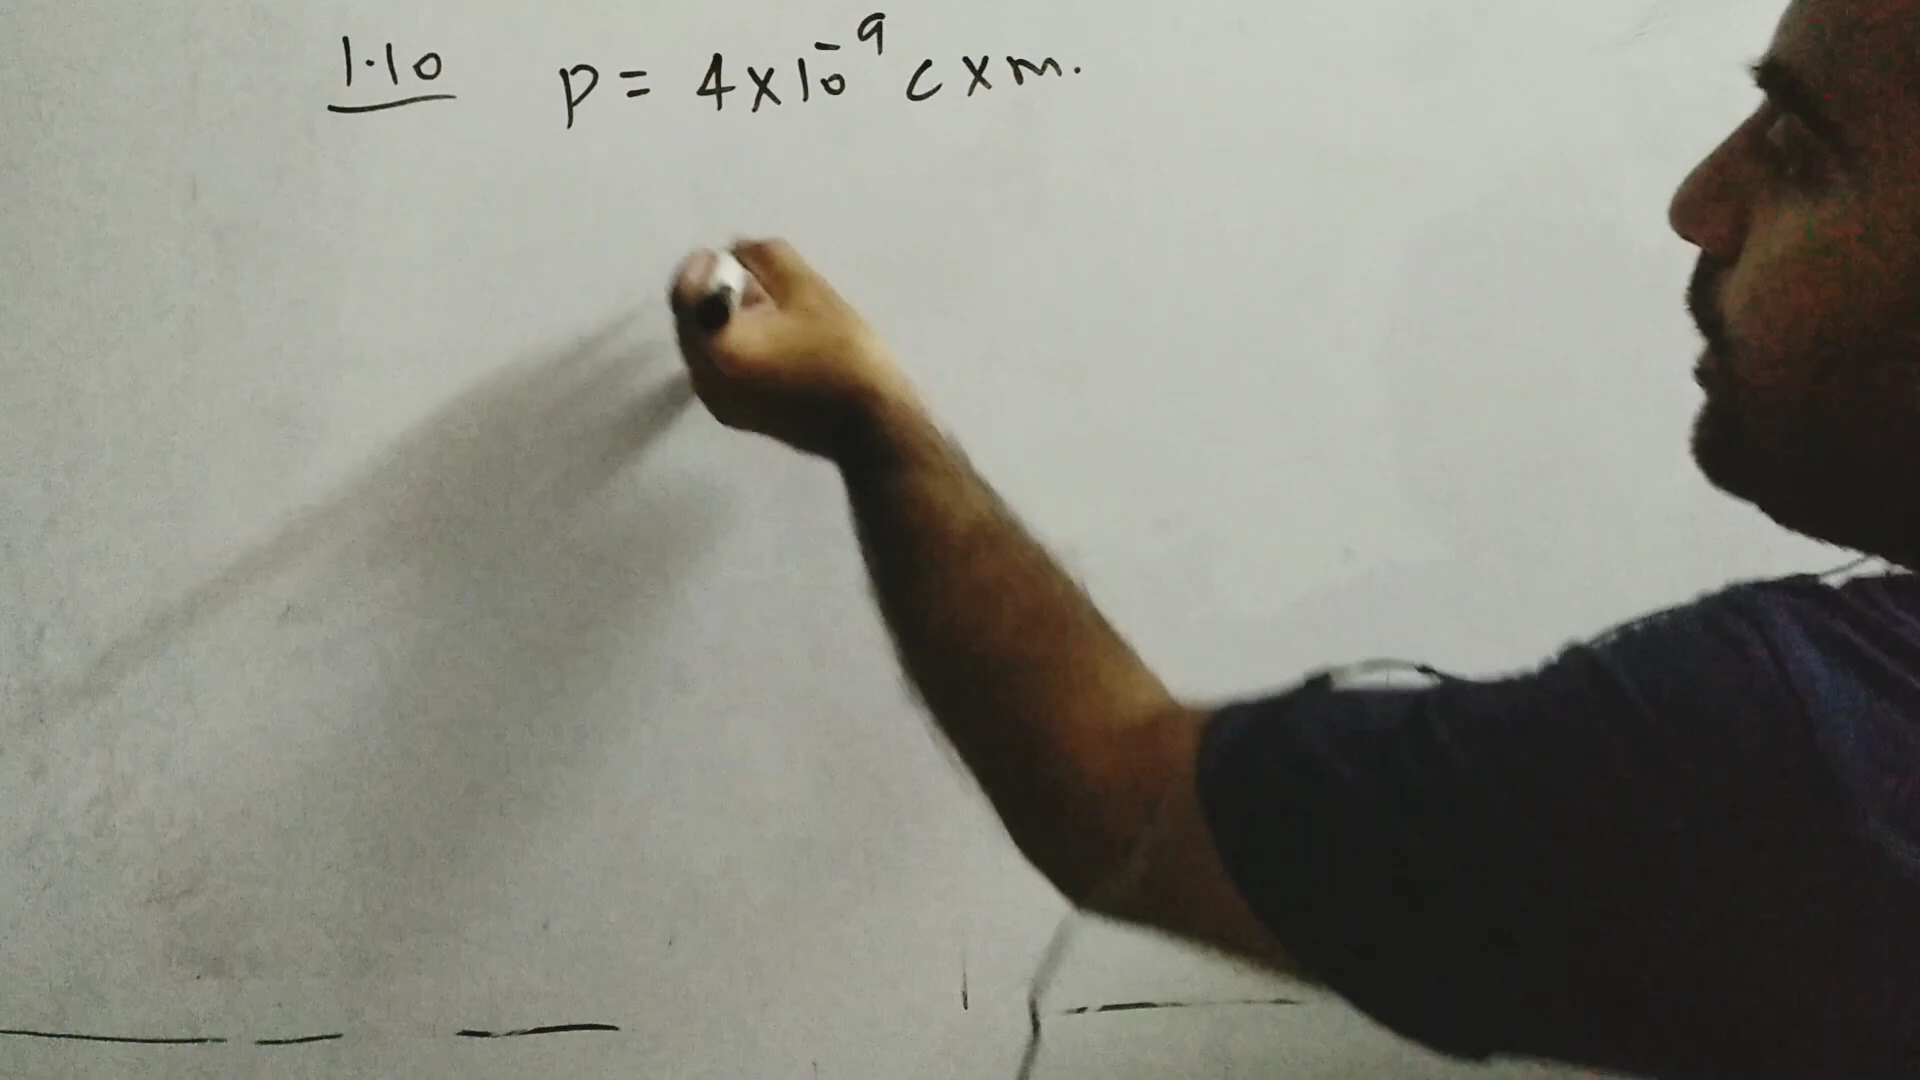 1.10 p = 4×10⁻⁹ c×m.